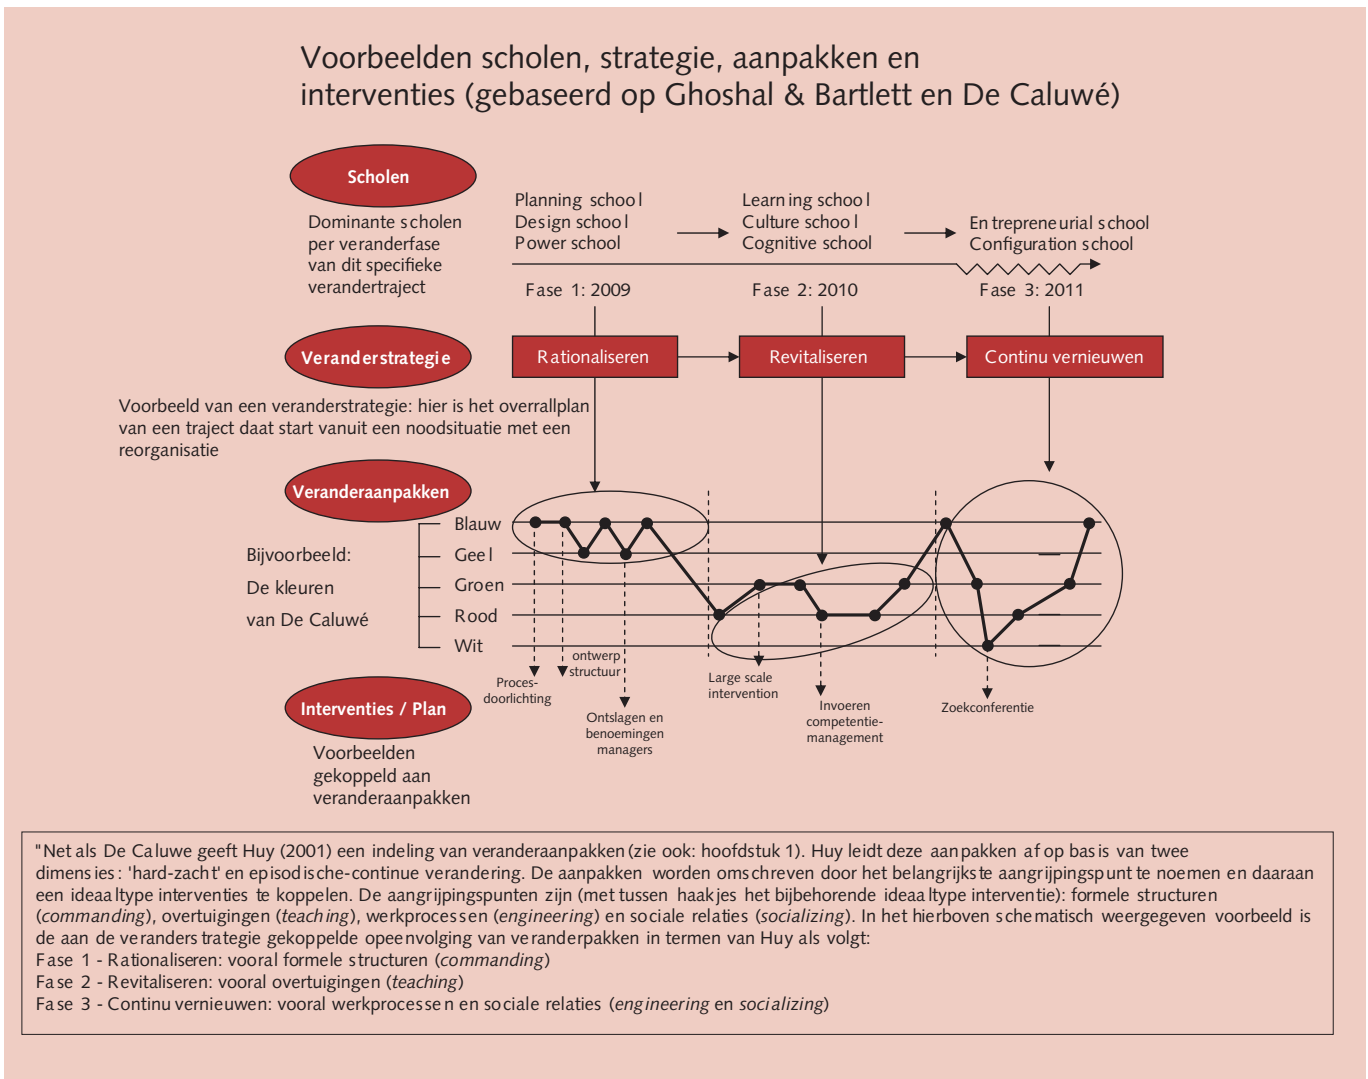 Voorbeelden scholen, strategie, aanpakken en
interventies (gebaseerd op Ghoshal & Bartlett en De Caluwé)
Scholen
Dominante scholen
per veranderfase
van dit specifieke
verandertraject
Planning school
Design school
Power school
Learning school
Culture school
Cognitive school
Entrepreneurial school
Configuration school
Fase 1: 2009
Fase 2: 2010
Fase 3: 2011
Veranderstrategie
Rationaliseren
Revitaliseren
Continu vernieuwen
Voorbeeld van een veranderstrategie: hier is het overrallplan
van een traject daat start vanuit een noodsituatie met een
reorganisatie
Veranderaanpakken
Bijvoorbeeld:
De kleuren
van De Caluwé
Blauw
Geel
Groen
Rood
Wit
Proces-
doorlichting
ontwerp
structuur
Ontslagen en
benoemingen
managers
Large scale
intervention
Invoeren
competentie-
management
Zoekconferentie
Interventies / Plan
Voorbeelden
gekoppeld aan
veranderaanpakken
"Net als De Caluwe geeft Huy (2001) een indeling van veranderaanpakken (zie ook: hoofdstuk 1). Huy leidt deze aanpakken af op basis van twee
dimensies: 'hard-zacht' en episodische-continue verandering. De aanpakken worden omschreven door het belangrijkste aangrijpingspunt te noemen en daaraan
een ideaaltype interventies te koppelen. De aangrijpingspunten zijn (met tussen haakjes het bijbehorende ideaaltype interventie): formele structuren
(commanding), overtuigingen (teaching), werkprocessen (engineering) en sociale relaties (socializing). In het hierboven schematisch weergegeven voorbeeld is
de aan de veranderstrategie gekoppelde opeenvolging van veranderpakken in termen van Huy als volgt:
Fase 1 - Rationaliseren: vooral formele structuren (commanding)
Fase 2 - Revitaliseren: vooral overtuigingen (teaching)
Fase 3 - Continu vernieuwen: vooral werkprocessen en sociale relaties (engineering en socializing)